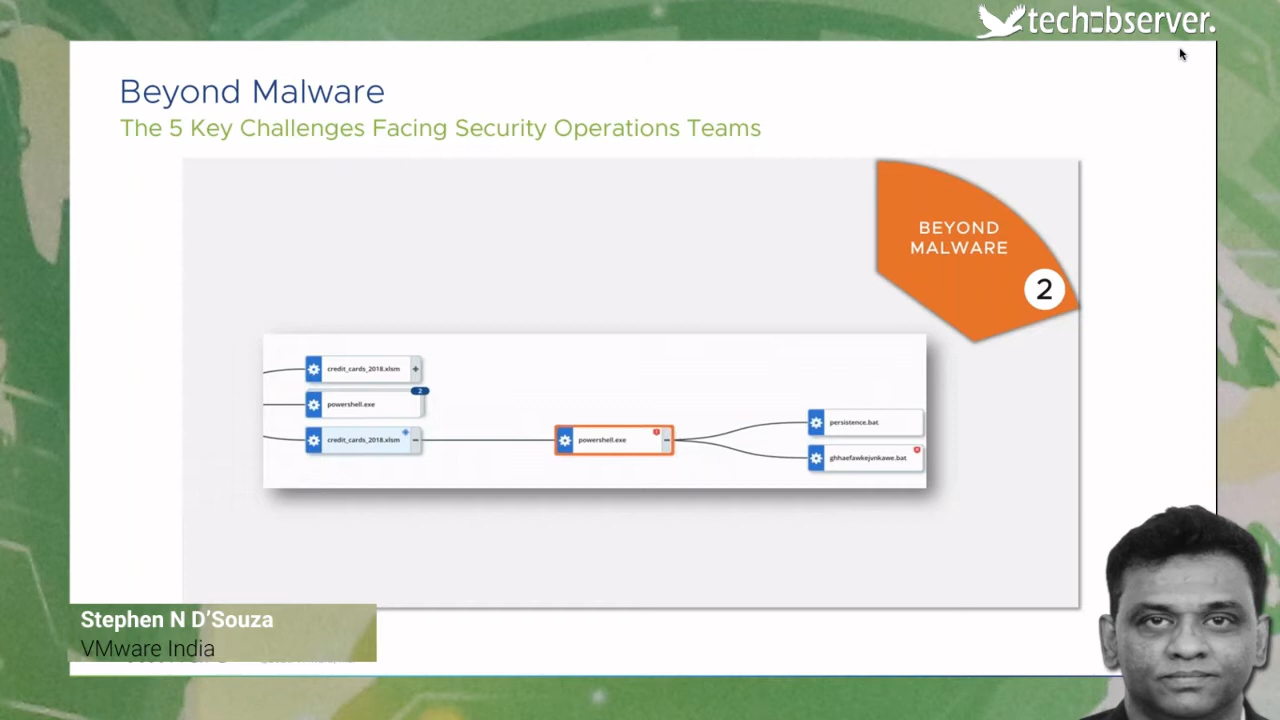 techobserver.
Beyond Malware
The 5 Key Challenges Facing Security Operations Teams
BEYOND
MALWARE
2
credit_cards_2018.xlsm
2
powershell.exe
credit_cards_2018.xlsm
powershell.exe
persistence.bat
ghhaefawkejvnkawe.bat
Stephen N D’Souza
VMware India